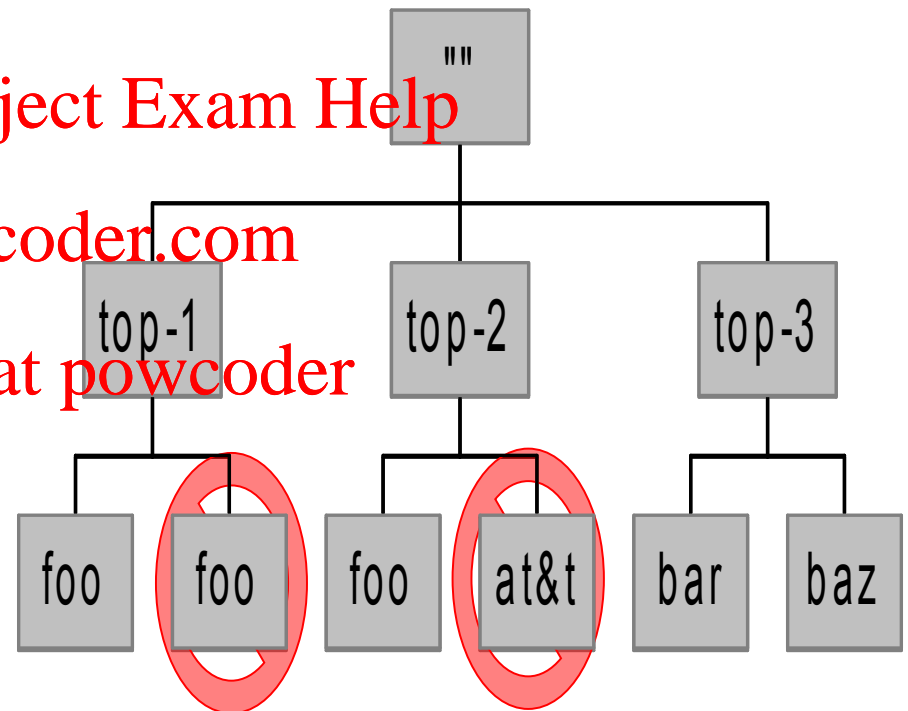 ""
ject Exam Help
coder.com
top-1 top-2 top-3
at powcoder
foo foo foo at&t bar baz